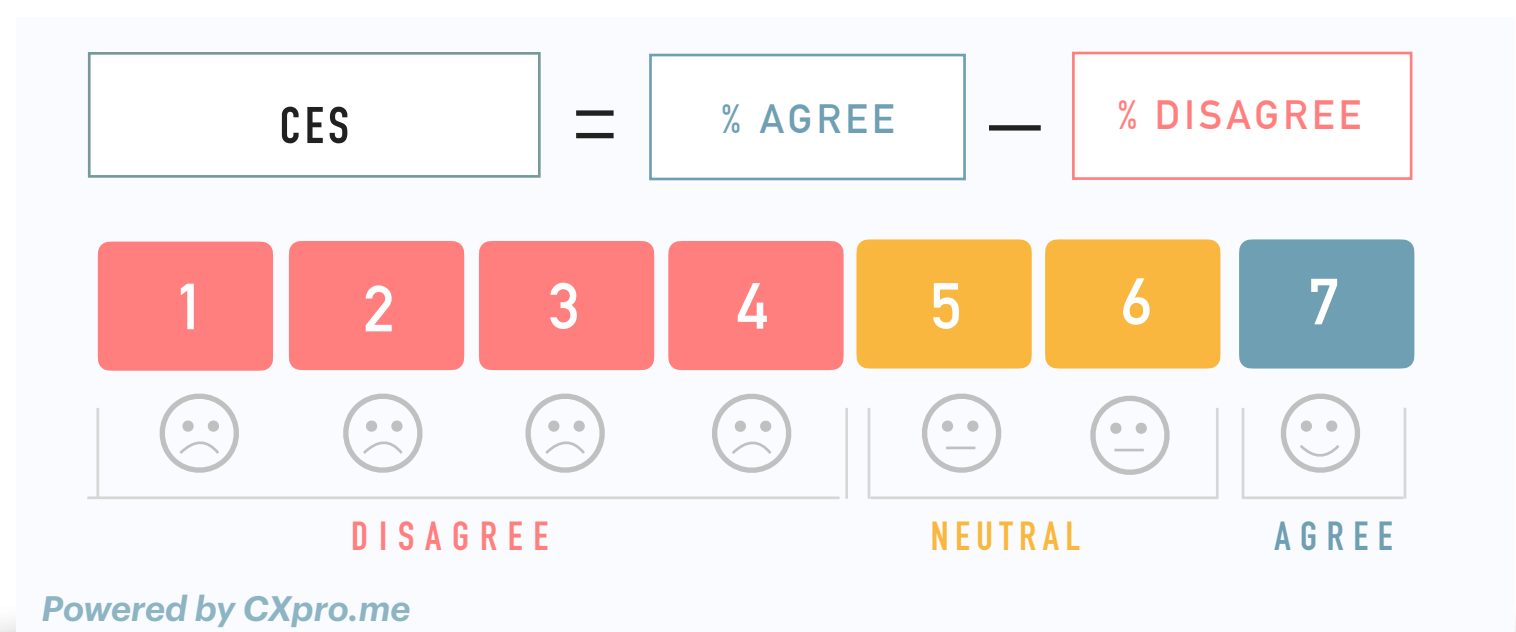 CES = % AGREE — % DISAGREE
1 2 3 4 5 6 7
DISAGREE NEUTRAL AGREE
Powered by CXpro.me